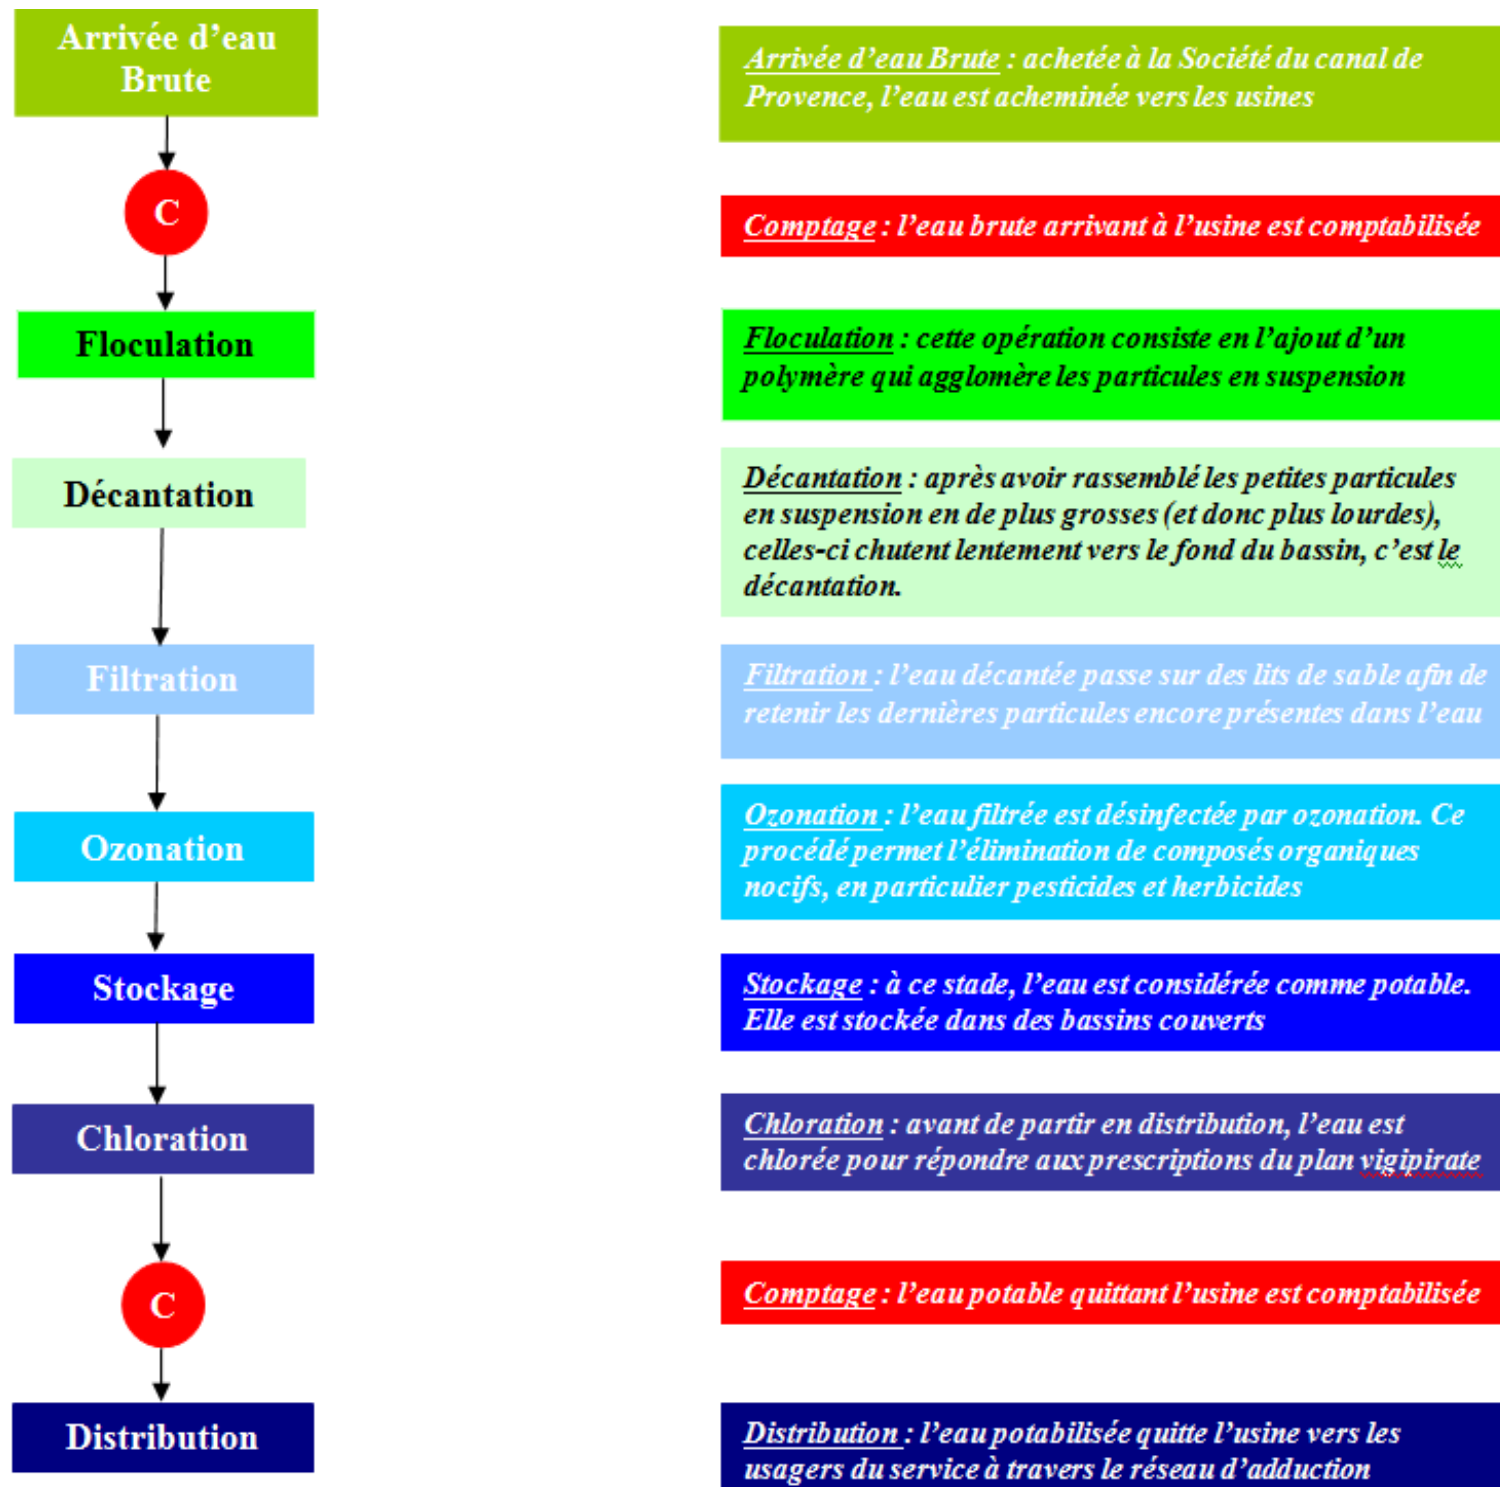 Arrivée d’eau
Brute
Arrivée d’eau Brute : achetée à la Société du canal de
Provence, l’eau est acheminée vers les usines
C
Comptage : l’eau brute arrivant à l’usine est comptabilisée
Floculation
Floculation : cette opération consiste en l’ajout d’un
polymère qui agglomère les particules en suspension
Décantation
Décantation : après avoir rassemblé les petites particules
en suspension en de plus grosses (et donc plus lourdes),
celles-ci chutent lentement vers le fond du bassin, c’est le
décantation.
Filtration
Filtration : l’eau décantée passe sur des lits de sable afin de
retenir les dernières particules encore présentes dans l’eau
Ozonation
Ozonation : l’eau filtrée est désinfectée par ozonation. Ce
procédé permet l’élimination de composés organiques
nocifs, en particulier pesticides et herbicides
Stockage
Stockage : à ce stade, l’eau est considérée comme potable.
Elle est stockée dans des bassins couverts
Chloration
Chloration : avant de partir en distribution, l’eau est
chlorée pour répondre aux prescriptions du plan vigipirate
C
Comptage : l’eau potable quittant l’usine est comptabilisée
Distribution
Distribution : l’eau potabilisée quitte l’usine vers les
usagers du service à travers le réseau d’adduction